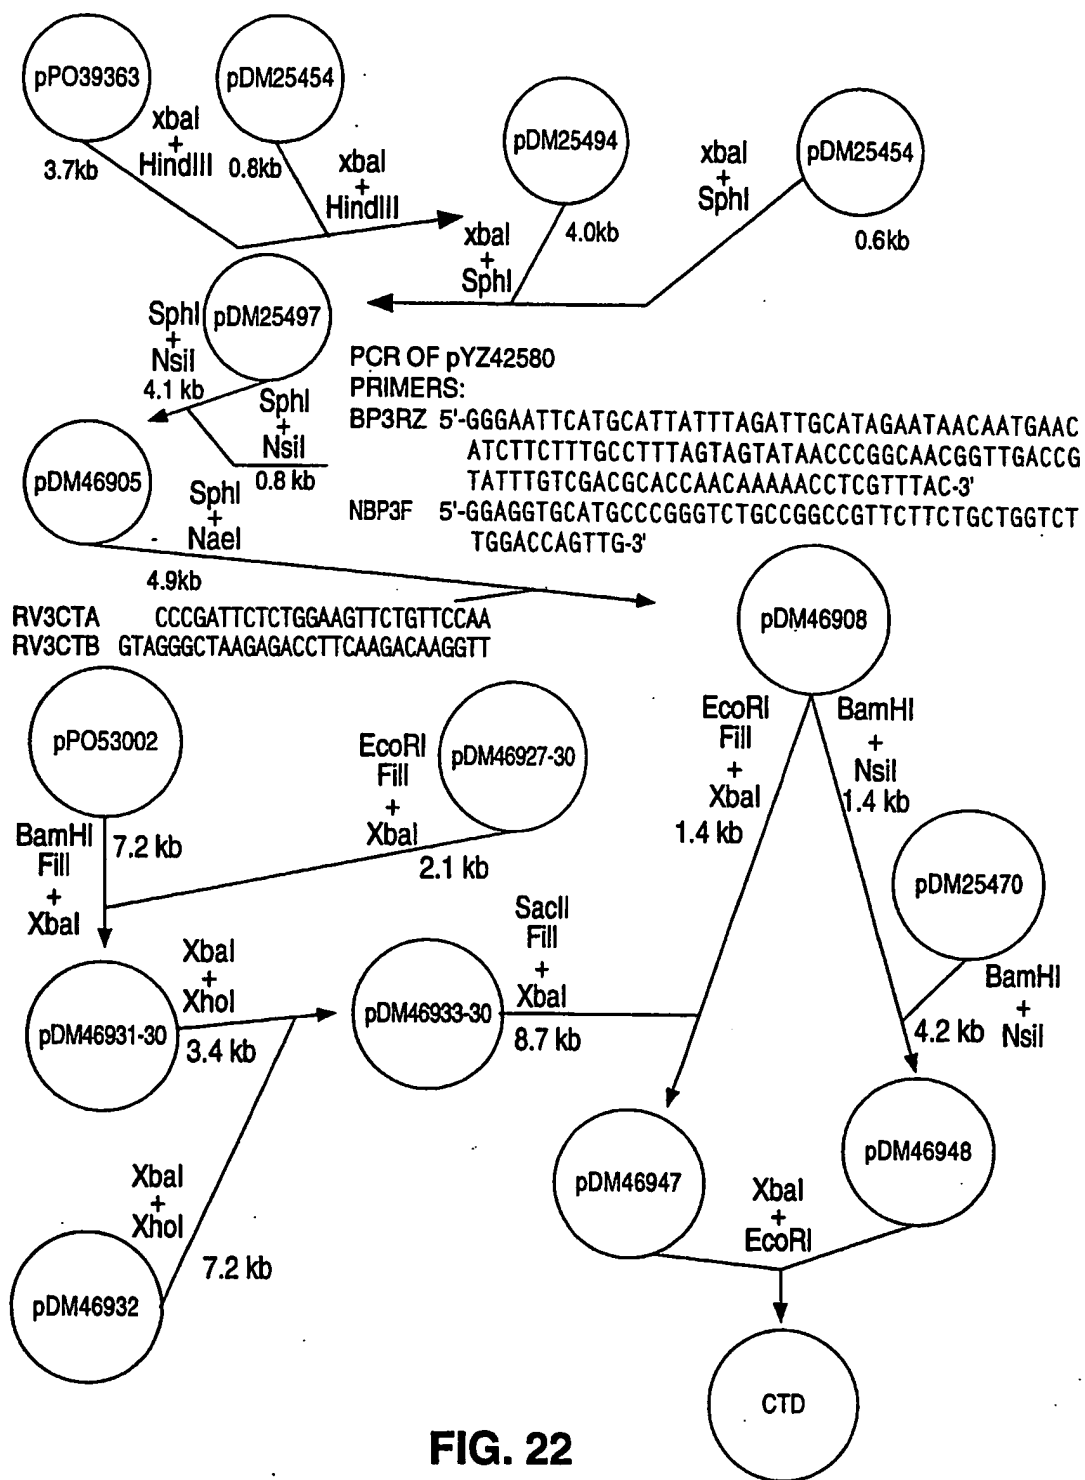 pPO39363
pDM25454
xbaI
+
HindIII
3.7kb
0.8kb
xbaI
+
HindIII
pDM25494
xbaI
+
SphI
pDM25454
xbaI
+
SphI
4.0kb
0.6kb
SphI
+
NsiI
4.1 kb
pDM25497
SphI
+
NsiI
0.8 kb
PCR OF pYZ42580
PRIMERS:
BP3RZ 5'-GGGAATTCATGCATTATTTAGATTGCATAGAATAACAATGAAC
ATCTTCTTTGCCTTTAGTAGTATAACCCGGCAACGGTTGACCG
TATTTGTCGACGCACCAACAAAAACCTCGTTTAC-3'
NBP3F 5'-GGAGGTGCATGCCCGGGTCTGCCGGCCGTTCTTCTGCTGGTCT
TGGACCAGTTG-3'
pDM46905
SphI
+
NaeI
4.9kb
RV3CTA CCCGATTCTCTGGAAGTTCTGTTCCAA
RV3CTB GTAGGGCTAAGAGACCTTCAAGACAAGGTT
pDM46908
pPO53002
EcoRI
Fill
+
XbaI
pDM46927-30
EcoRI
Fill
+
XbaI
1.4 kb
BamHI
+
NsiI
1.4 kb
BamHI
Fill
+
XbaI
7.2 kb
2.1 kb
pDM25470
SacII
Fill
+
XbaI
8.7 kb
BamHI
+
NsiI
4.2 kb
pDM46931-30
XbaI
+
XhoI
3.4 kb
pDM46933-30
XbaI
+
XhoI
7.2 kb
pDM46932
pDM46947
pDM46948
XbaI
+
EcoRI
CTD
FIG. 22